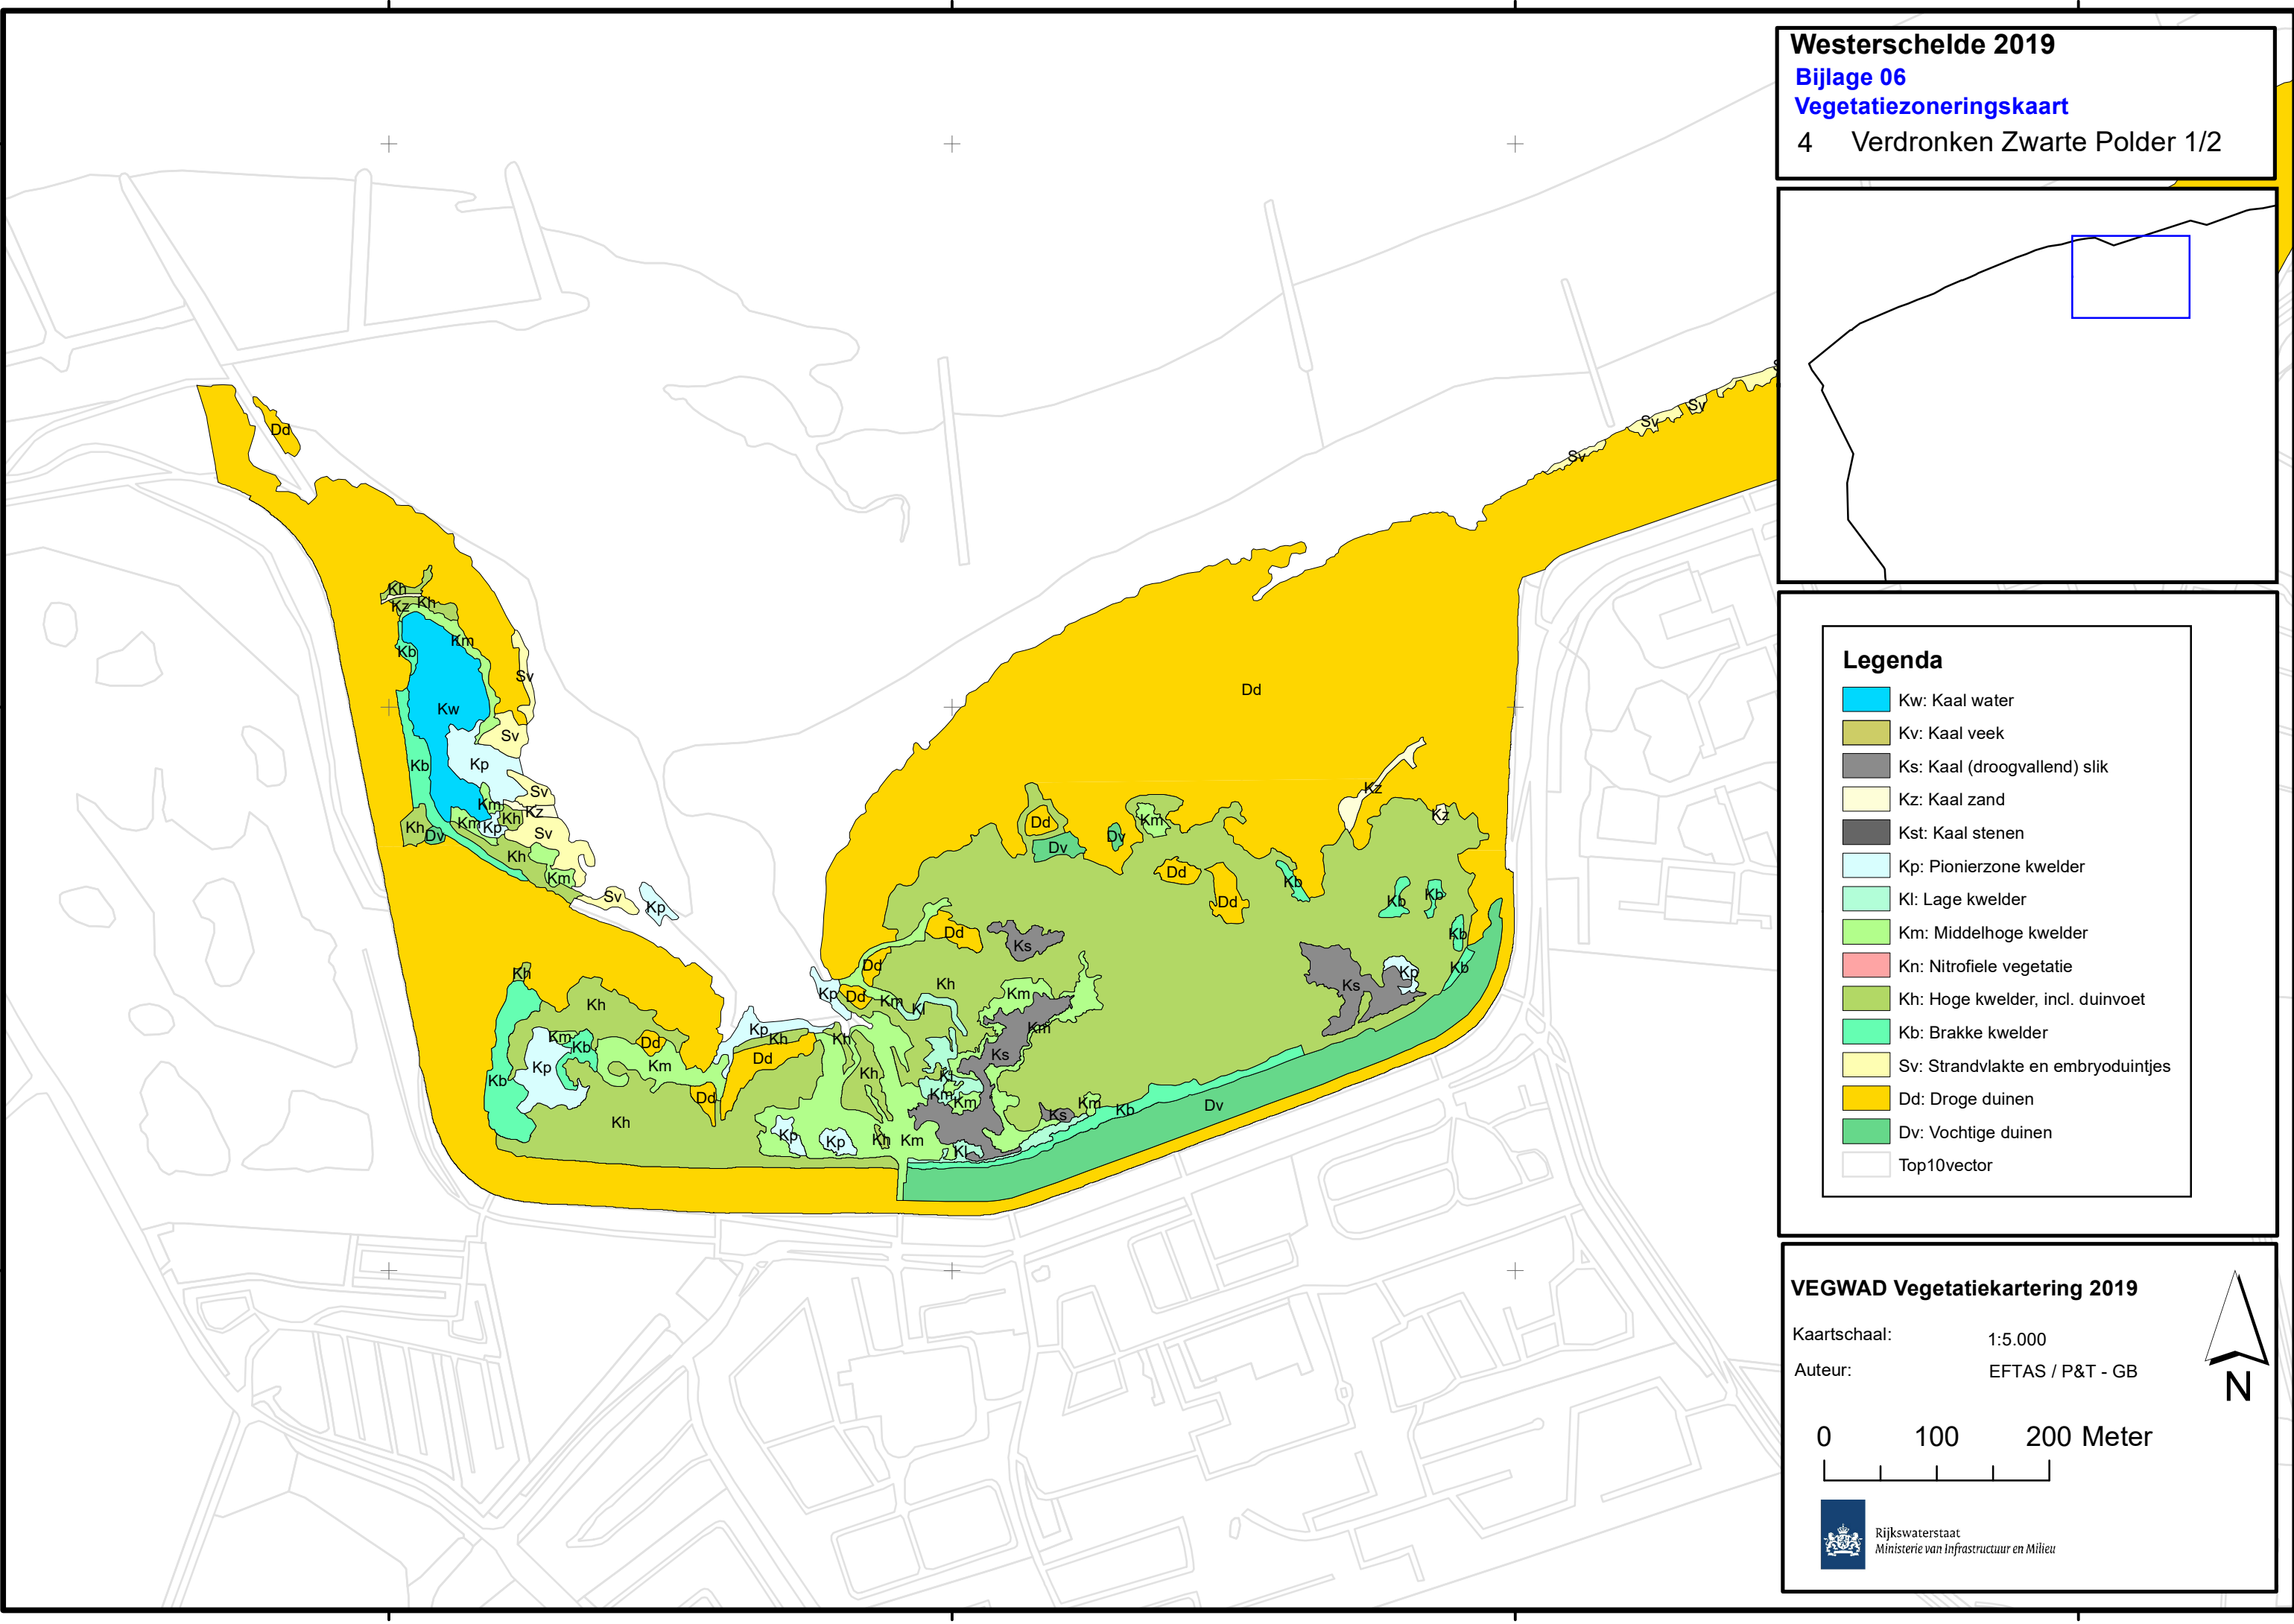 Westerschelde 2019
Bijlage 06
Vegetatiezoneringskaart
4 Verdronken Zwarte Polder 1/2
Dd
Sv
Sv
Sv
Kh
Kz
Kh
Km
Kb
Sv
Kw
Sv
Dd
Kb
Kp
Sv
Km
Kz
Kh
Km
Kp
Kh
Dv
Sv
Kh
Km
Sv
Kp
Kz
Kz
Dd
Km
Dv
Dv
Dd
Kb
Dd
Kb
Kb
Dd
Ks
Kb
Kb
Dd
Kp
Ks
Kh
Kh
Kp
Dd
Km
Kl
Kh
Km
Kh
Kp
Kh
Kh
Km
Km
Kb
Dd
Dd
Ks
Kp
Km
Kh
Kl
Kb
Dd
Km
Km
Km
Ks
Kb
Dv
Kh
Kp
Kp
Kh
Km
Kl
Legenda
Kw: Kaal water
Kv: Kaal veek
Ks: Kaal (droogvallend) slik
Kz: Kaal zand
Kst: Kaal stenen
Kp: Pionierzone kwelder
Kl: Lage kwelder
Km: Middelhoge kwelder
Kn: Nitrofiele vegetatie
Kh: Hoge kwelder, incl. duinvoet
Kb: Brakke kwelder
Sv: Strandvlakte en embryoduintjes
Dd: Droge duinen
Dv: Vochtige duinen
Top10vector
VEGWAD Vegetatiekartering 2019
Kaartschaal: 1:5.000
Auteur: EFTAS / P&T - GB
N
0 100 200 Meter
Rijkswaterstaat
Ministerie van Infrastructuur en Milieu